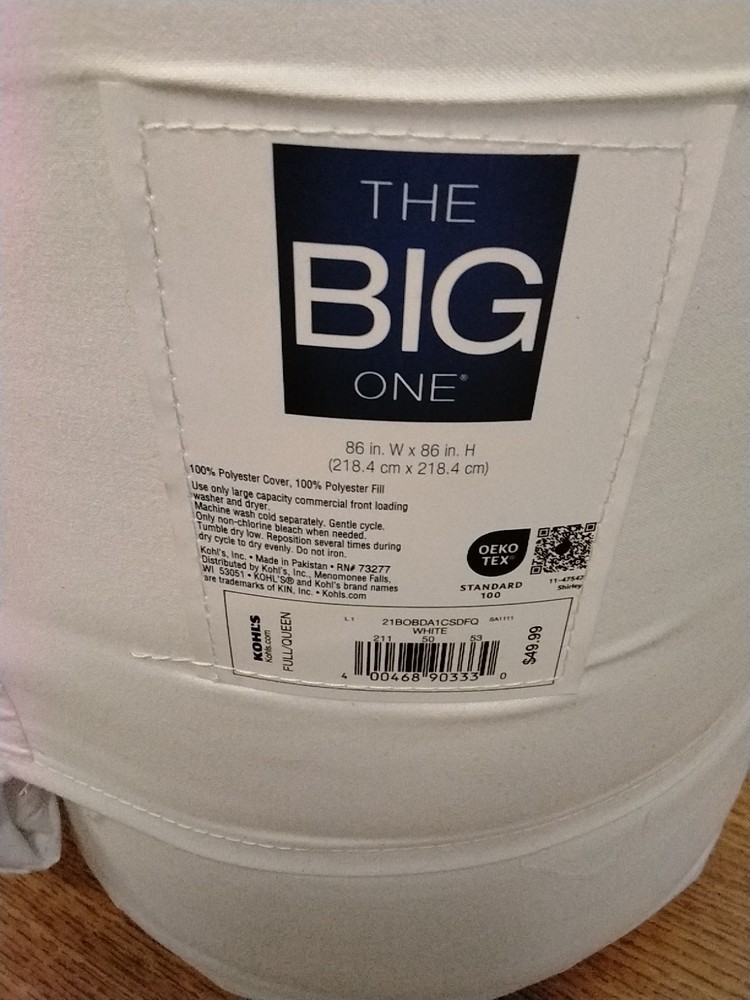 THE
BIG
ONE®
86 in. W x 86 in. H
(218.4 cm x 218.4 cm)
100% Polyester Cover, 100% Polyester Fill
Use only large capacity commercial front loading
washer and dryer.
Machine wash cold separately. Gentle cycle.
Only non-chlorine bleach when needed.
Tumble dry low. Reposition several times during
dry cycle to dry evenly. Do not iron.
Kohl's, Inc. • Made in Pakistan • RN# 73277
Distributed by Kohl's, Inc., Menomonee Falls,
WI 53051 • KOHL'S® and Kohl's brand names
are trademarks of KIN, Inc. • Kohls.com
OEKO
TEX®
STANDARD
100
11-47542
Shirley
KOHL'S
Kohls.com
FULL/QUEEN
L1 21BOBDA1CSDFQ SA1111
WHITE
211 50 53
4 00468 90333 0
$49.99